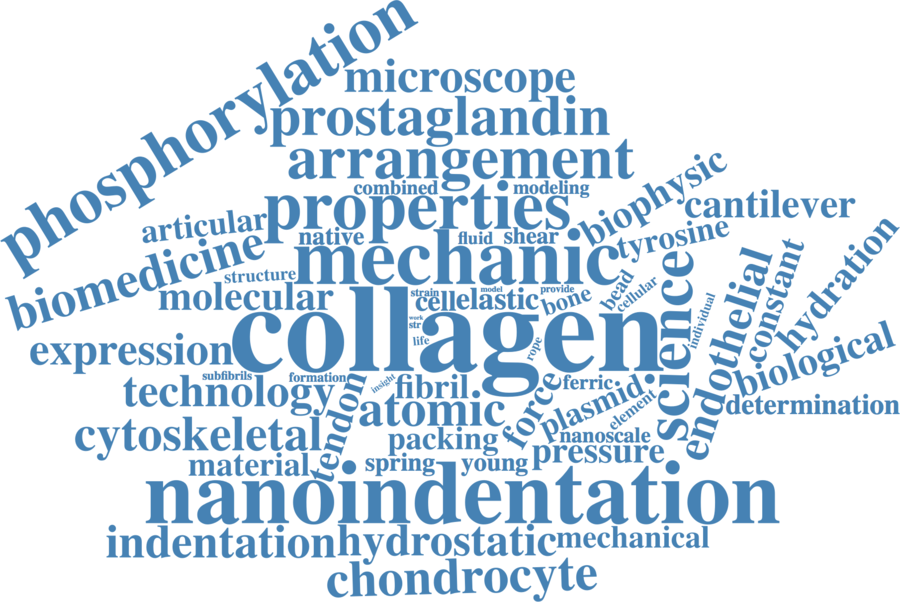 phosphorylation
microscope
prostaglandin
arrangement
combined
modeling
properties
biophysic
cantilever
articular
native
fluid
shear
tyrosine
biomedicine
mechanic
structure
molecular
strain
model
provide
cell
elastic
bone
bead
cellular
science
endothelial
constant
hydration
individual
collagen
work
str
life
rope
expression
subfibrils
formation
insight
fibril
force
ferric
plasmid
element
biological
technology
tendon
atomic
determination
cytoskeletal
packing
nanoscale
material
spring
young
pressure
nanoindentation
indentation
hydrostatic
mechanical
chondrocyte